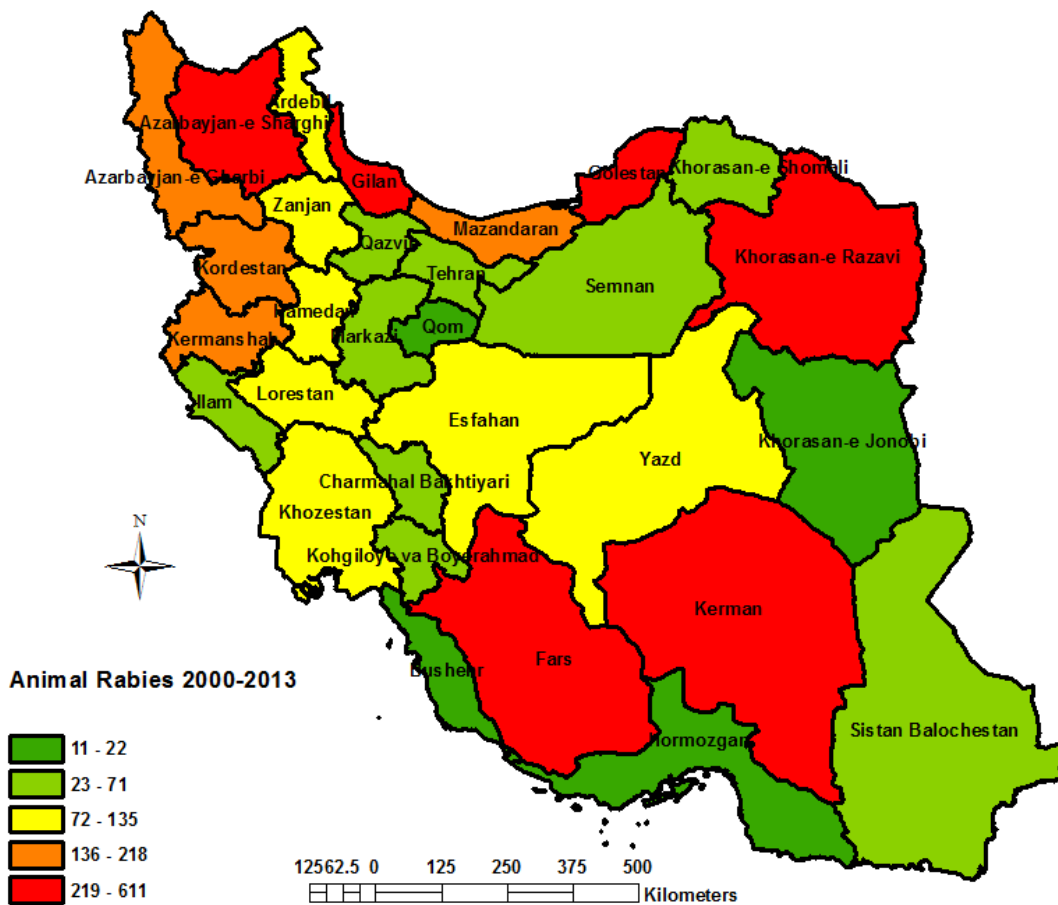 Ardebil
Azarbayjan-e Sharghi
Azarbayjan-e Gharbi
Gilan
Golestan
Khorasan-e Shomali
Zanjan
Mazandaran
Qazvin
Kordestan
Tehran
Khorasan-e Razavi
Semnan
Hamedan
Qom
Kermanshah
Markazi
Ilam
Lorestan
Esfahan
Khorasan-e Jonobi
Yazd
Charmahal Bakhtiyari
Khozestan
N
Kohgiloye va Boyerahmad
Kerman
Fars
Bushehr
Animal Rabies 2000-2013
Sistan Balochestan
Hormozgan
11 - 22
23 - 71
72 - 135
136 - 218
219 - 611
12562.5 0 125 250 375 500
Kilometers